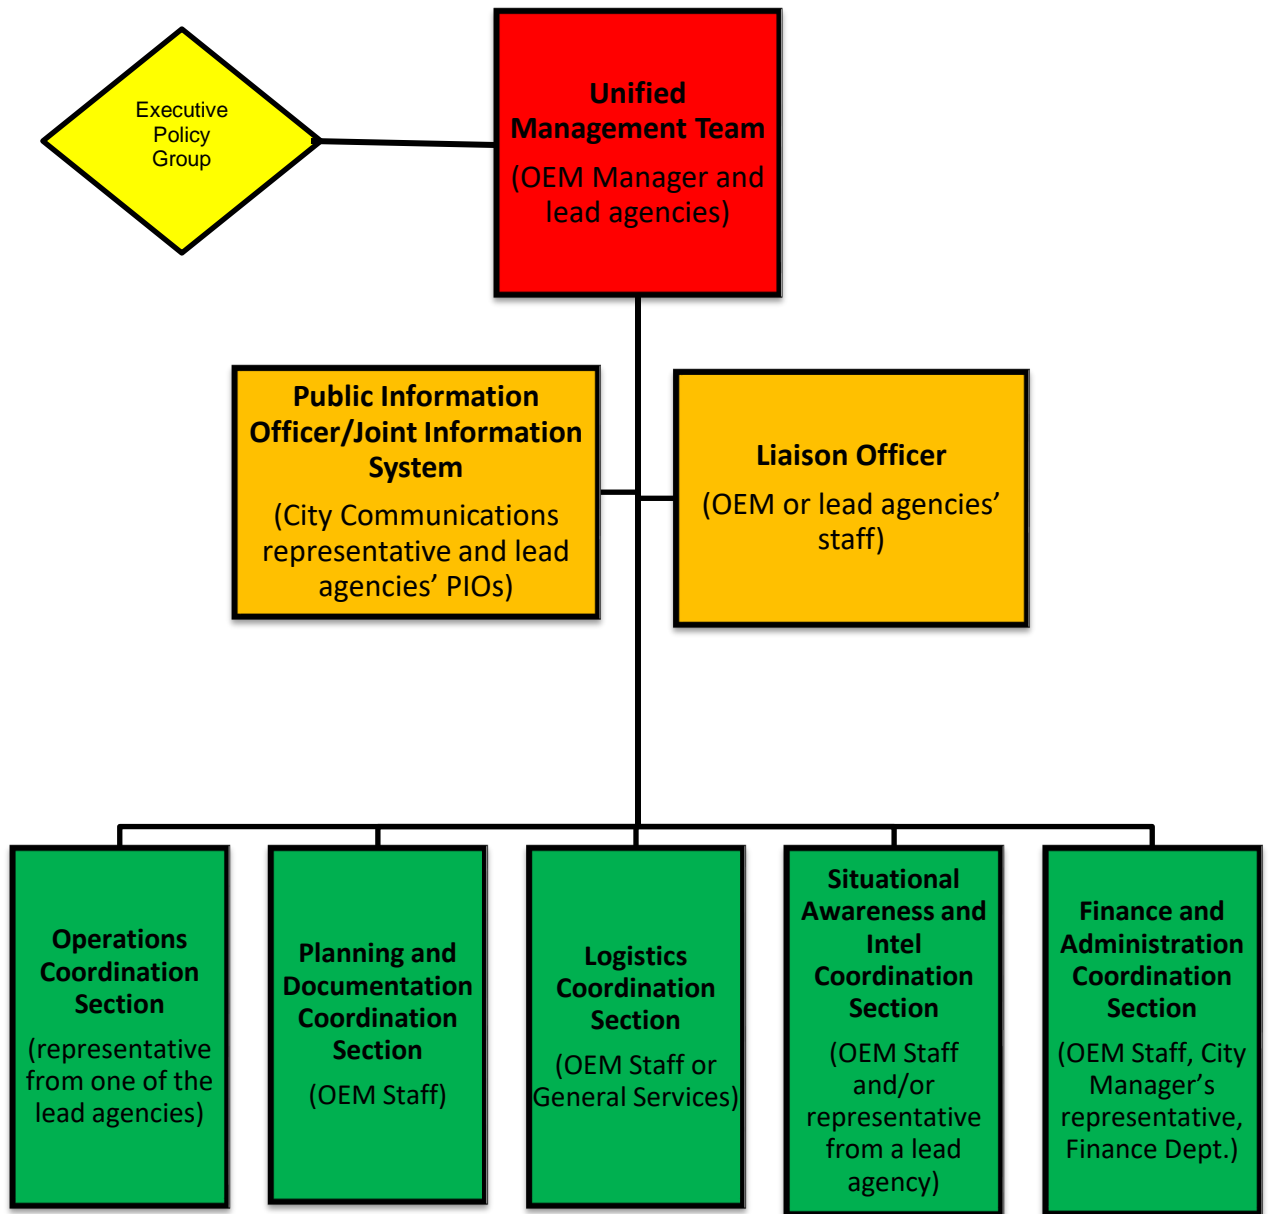 Executive
Policy
Group
Unified
Management Team
(OEM Manager and
lead agencies)
Public Information
Officer/Joint Information
System
(City Communications
representative and lead
agencies’ PIOs)
Liaison Officer
(OEM or lead agencies’
staff)
Operations
Coordination
Section
(representative
from one of the
lead agencies)
Planning and
Documentation
Coordination
Section
(OEM Staff)
Logistics
Coordination
Section
(OEM Staff or
General Services)
Situational
Awareness and
Intel
Coordination
Section
(OEM Staff
and/or
representative
from a lead
agency)
Finance and
Administration
Coordination
Section
(OEM Staff, City
Manager’s
representative,
Finance Dept.)